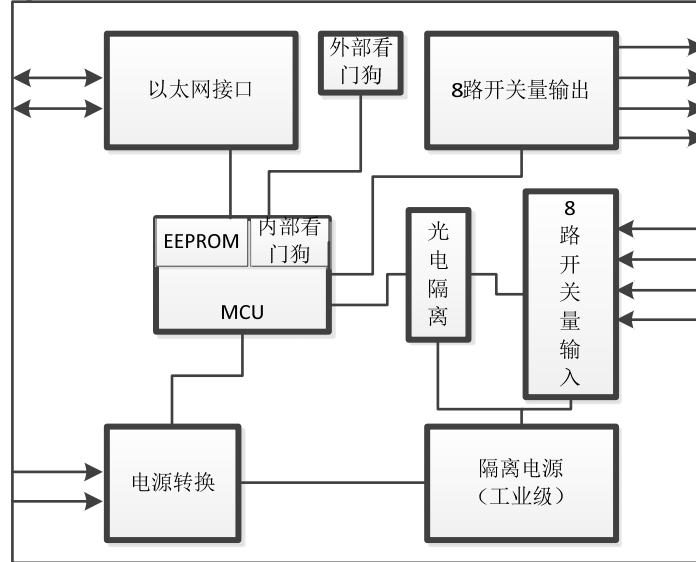 以太网接口
外部看
门狗
8路开关量输出
EEPROM
内部看
门狗
MCU
光
电
隔
离
8
路
开
关
量
输
入
电源转换
隔离电源
（工业级）